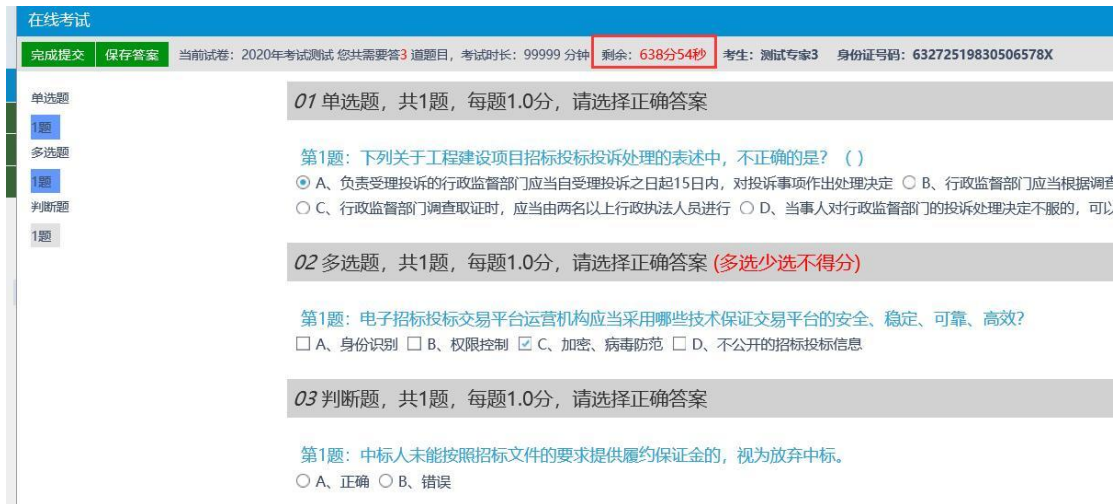 在线考试
完成提交 保存答案 当前试卷：2020年考试测试 您共需要答3 道题目，考试时长：99999 分钟 剩余：638分54秒 考生：测试专家3 身份证号码：63272519830506578X
单选题
1题
多选题
1题
判断题
1题
01 单选题，共1题，每题1.0分，请选择正确答案
第1题：下列关于工程建设项目招标投标投诉处理的表述中，不正确的是？（ ）
A、负责受理投诉的行政监督部门应当自受理投诉之日起15日内，对投诉事项作出处理决定 B、行政监督部门应当根据调查
C、行政监督部门调查取证时，应当由两名以上行政执法人员进行 D、当事人对行政监督部门的投诉处理决定不服的，可以
02 多选题，共1题，每题1.0分，请选择正确答案 (多选少选不得分)
第1题：电子招标投标交易平台运营机构应当采用哪些技术保证交易平台的安全、稳定、可靠、高效？
A、身份识别 B、权限控制 C、加密、病毒防范 D、不公开的招标投标信息
03 判断题，共1题，每题1.0分，请选择正确答案
第1题：中标人未能按照招标文件的要求提供履约保证金的，视为放弃中标。
A、正确 B、错误